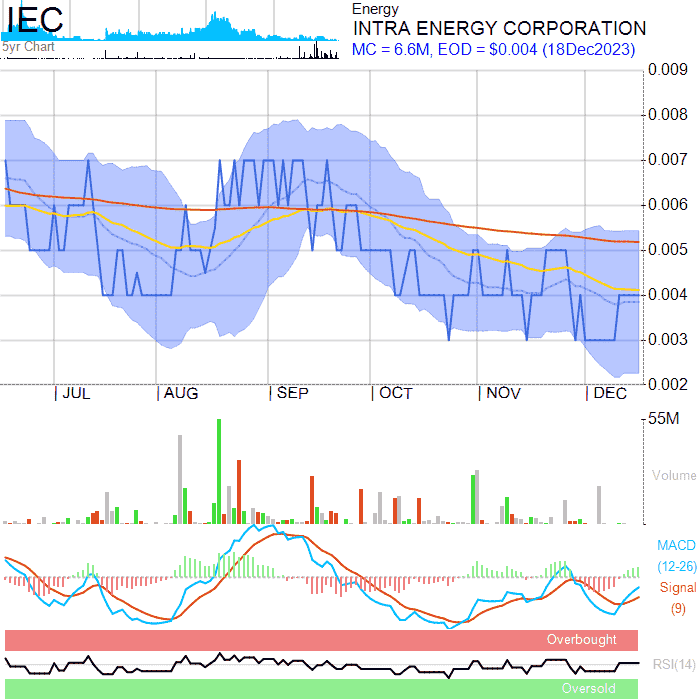 IEC
5yr Chart
Energy
INTRA ENERGY CORPORATION
MC = 6.6M, EOD = $0.004 (18Dec2023)
0.009
0.008
0.007
0.006
0.005
0.004
0.003
0.002
JUL AUG SEP OCT NOV DEC
55M
Volume
MACD
(12-26)
Signal
(9)
Overbought
RSI(14)
Oversold